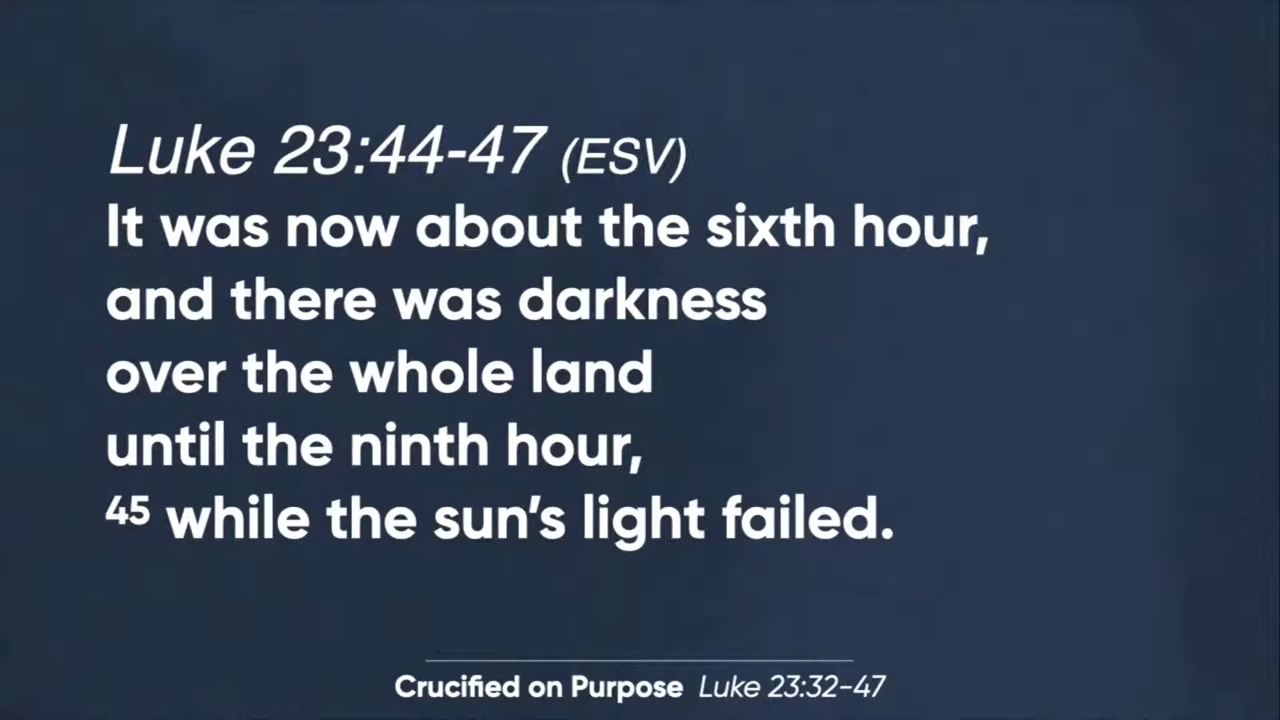 Luke 23:44-47 (ESV)
It was now about the sixth hour,
and there was darkness
over the whole land
until the ninth hour,
45 while the sun’s light failed.
Crucified on Purpose Luke 23:32-47